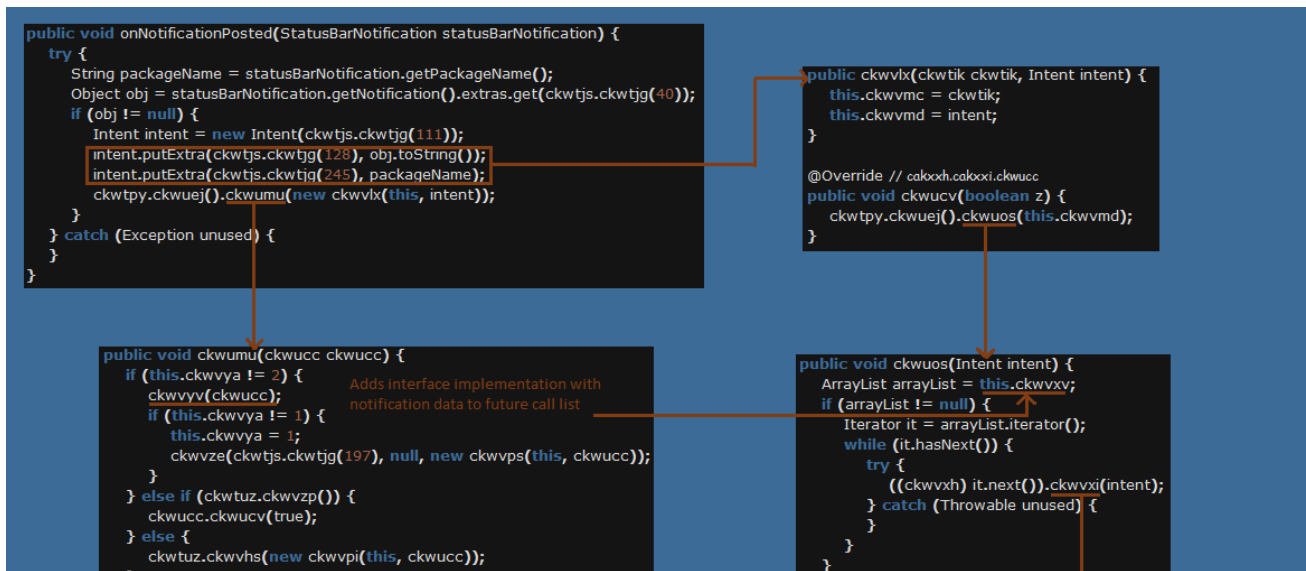 public void onNotificationPosted(StatusBarNotification statusBarNotification) {
try {
String packageName = statusBarNotification.getPackageName();
Object obj = statusBarNotification.getNotification().extras.get(ckwtjs.ckwtjg(40));
if (obj != null) {
Intent intent = new Intent(ckwtjs.ckwtjg(111));
intent.putExtra(ckwtjs.ckwtjg(128), obj.toString());
intent.putExtra(ckwtjs.ckwtjg(245), packageName);
ckwtpy.ckwuej().ckwumu(new ckwvlx(this, intent));
}
} catch (Exception unused) {
}
}
public ckwvlx(ckwtik ckwtik, Intent intent) {
this.ckwvmc = ckwtik;
this.ckwvmd = intent;
}
@Override // cakxxh.cakxxi.ckwucc
public void ckwucv(boolean z) {
ckwtpy.ckwuej().ckwuos(this.ckwvmd);
}
public void ckwumu(ckwucc ckwucc) {
if (this.ckwvya != 2) {
ckwvyv(ckwucc);
if (this.ckwvya != 1) {
this.ckwvya = 1;
ckwvze(ckwtjs.ckwtjg(197), null, new ckwvps(this, ckwucc));
}
} else if (ckwtuz.ckwvzp()) {
ckwucc.ckwucv(true);
} else {
ckwtuz.ckwvhs(new ckwvpi(this, ckwucc));
Adds interface implementation with
notification data to future call list
public void ckwuos(Intent intent) {
ArrayList arrayList = this.ckwvxv;
if (arrayList != null) {
Iterator it = arrayList.iterator();
while (it.hasNext()) {
try {
((ckwvxh) it.next()).ckwvxi(intent);
} catch (Throwable unused) {
}
}
}